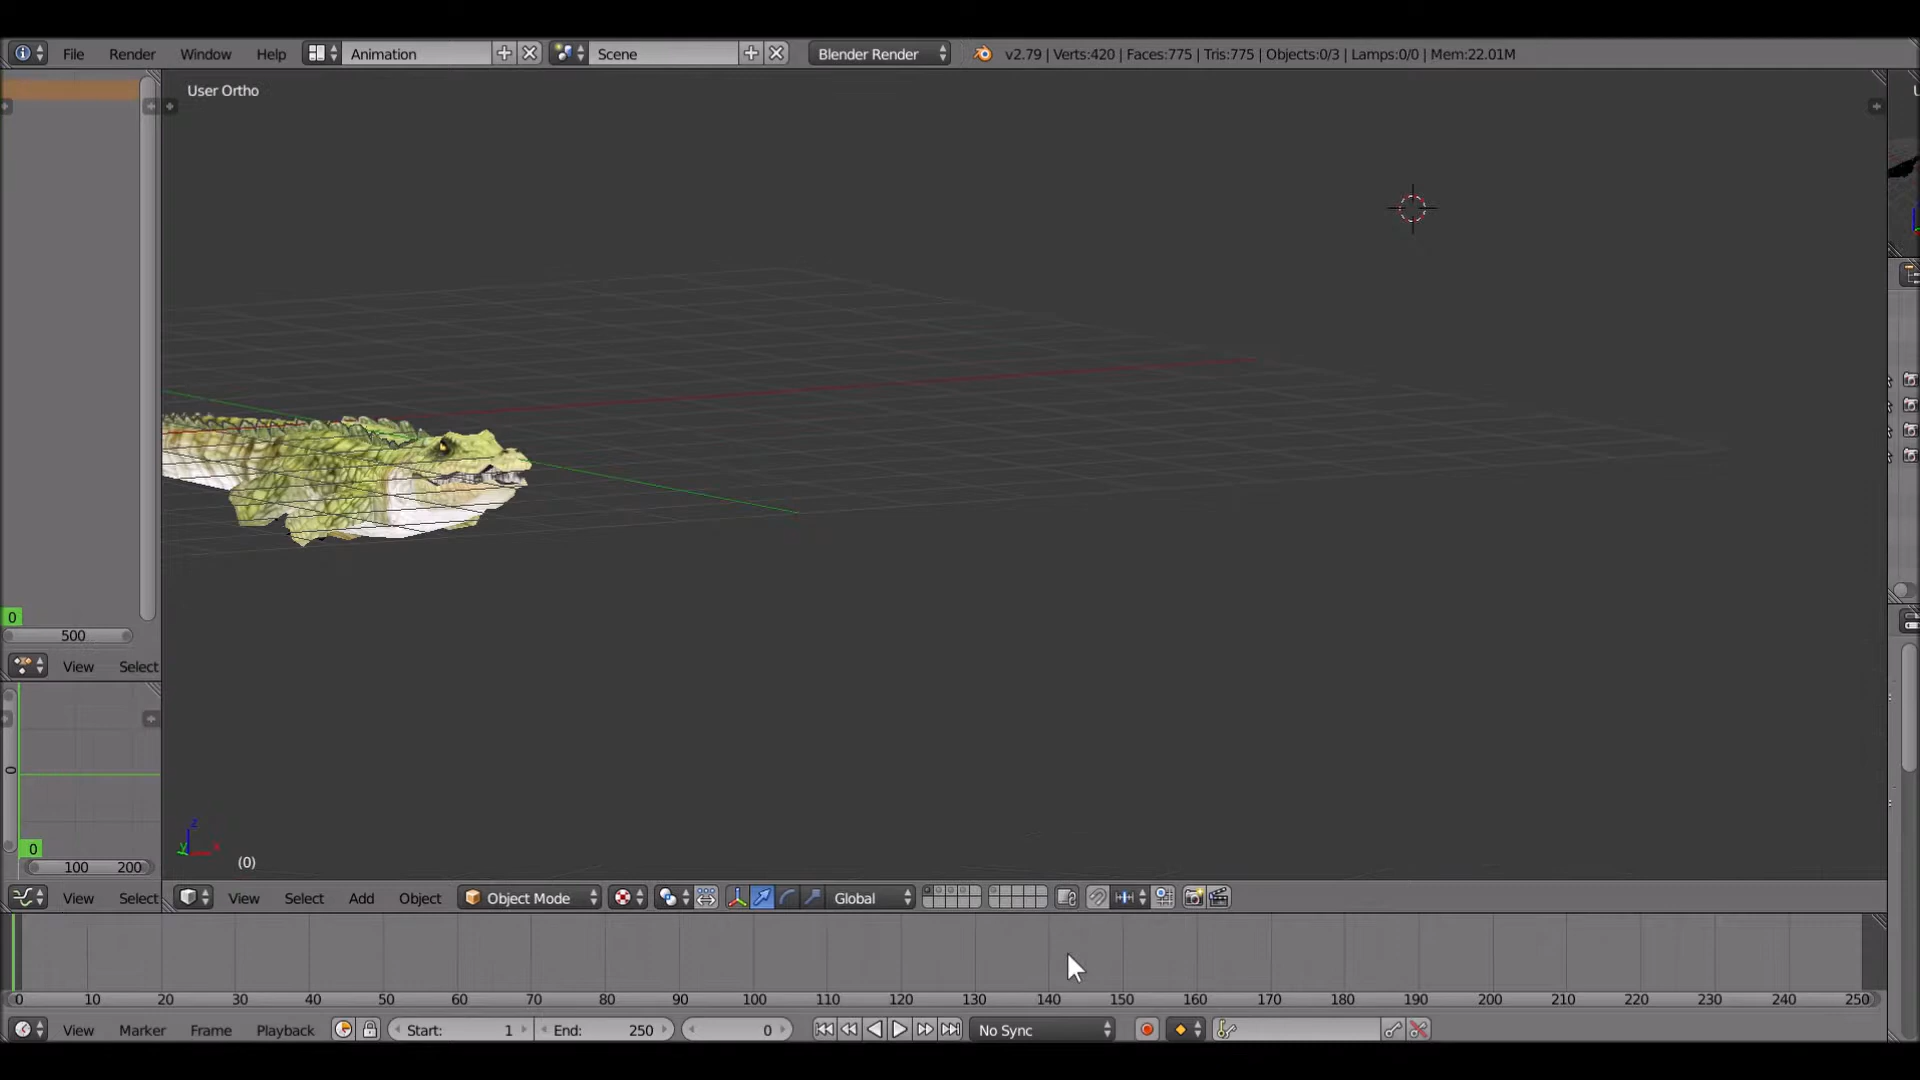 File Render Window Help Animation Scene Blender Render v2.79 | Verts:420 | Faces:775 | Tris:775 | Objects:0/3 | Lamps:0/0 | Mem:22.01M
User Ortho
0
500
View Select
0
0
100 200
z
y x
(0)
View Select View Select Add Object Object Mode Global
0 10 20 30 40 50 60 70 80 90 100 110 120 130 140 150 160 170 180 190 200 210 220 230 240 250
View Marker Frame Playback Start: 1 End: 250 0 No Sync